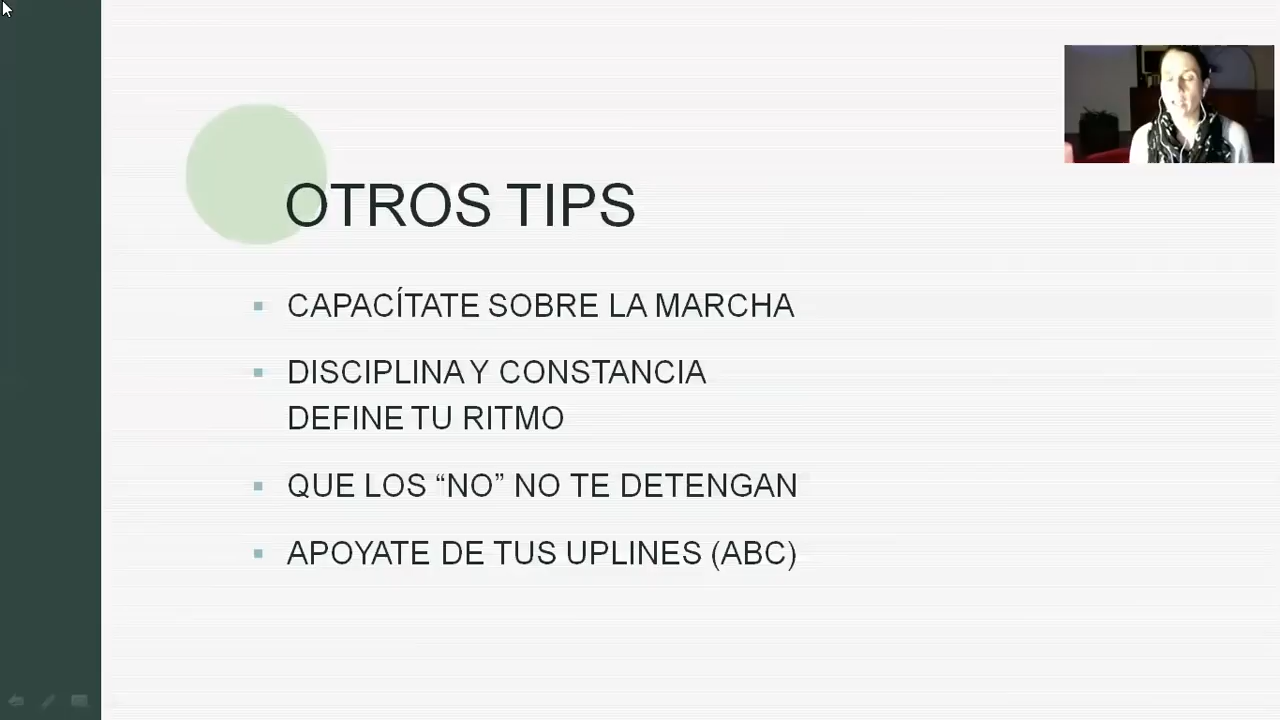 OTROS TIPS
CAPACÍTATE SOBRE LA MARCHA
DISCIPLINA Y CONSTANCIA
DEFINE TU RITMO
QUE LOS “NO” NO TE DETENGAN
APOYATE DE TUS UPLINES (ABC)